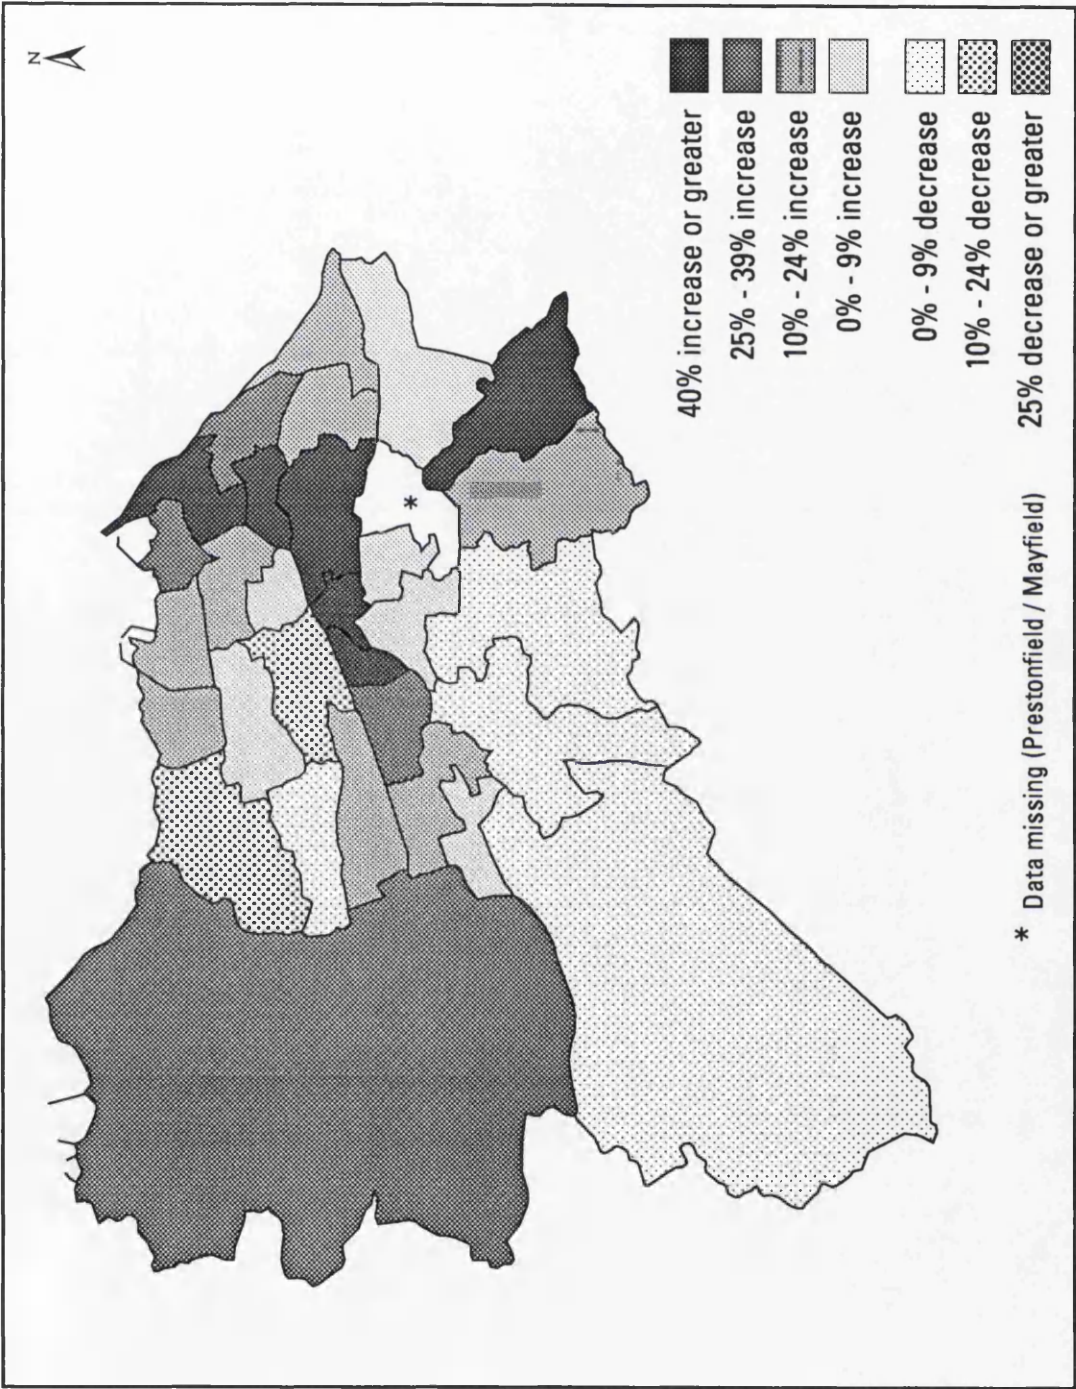 N
40% increase or greater
25% - 39% increase
10% - 24% increase
0% - 9% increase
0% - 9% decrease
10% - 24% decrease
25% decrease or greater
* Data missing (Prestonfield / Mayfield)
*